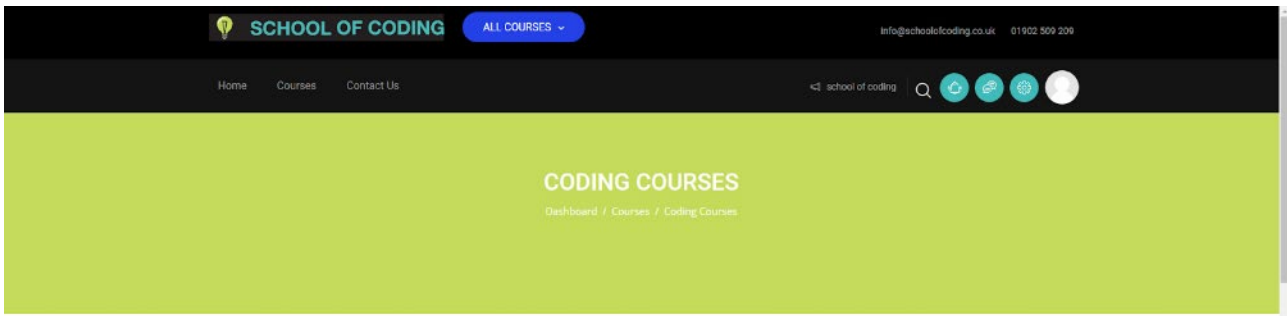 SCHOOL OF CODING
ALL COURSES
info@schoolofcoding.co.uk 01902 509 209
Home Courses Contact Us
school of coding
CODING COURSES
Dashboard / Courses / Coding Courses